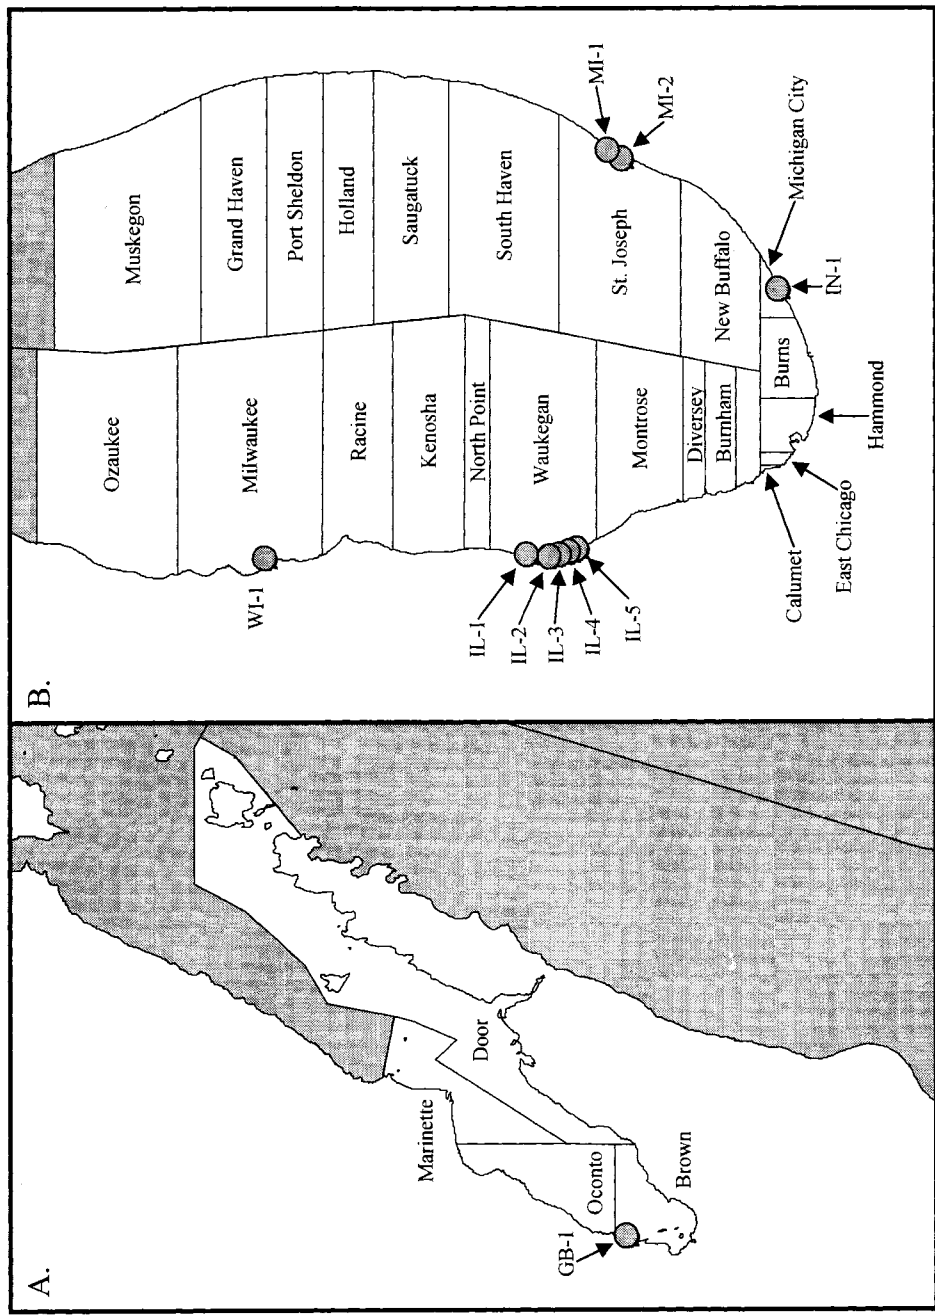 A.
Marinette
Oconto
Door
Brown
GB-1
B.
Ozaukee
Milwaukee
Racine
Kenosha
North Point
Waukegan
Montrose
Diversey
Burnham
Muskegon
Grand Haven
Port Sheldon
Holland
Saugatuck
South Haven
St. Joseph
New Buffalo
Burns
WI-1
IL-1
IL-2
IL-3
IL-4
IL-5
MI-1
MI-2
Michigan City
IN-1
Hammond
East Chicago
Calumet